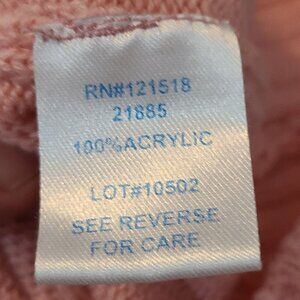 RN#121518
21885
100%ACRYLIC
LOT#10502
SEE REVERSE
FOR CARE